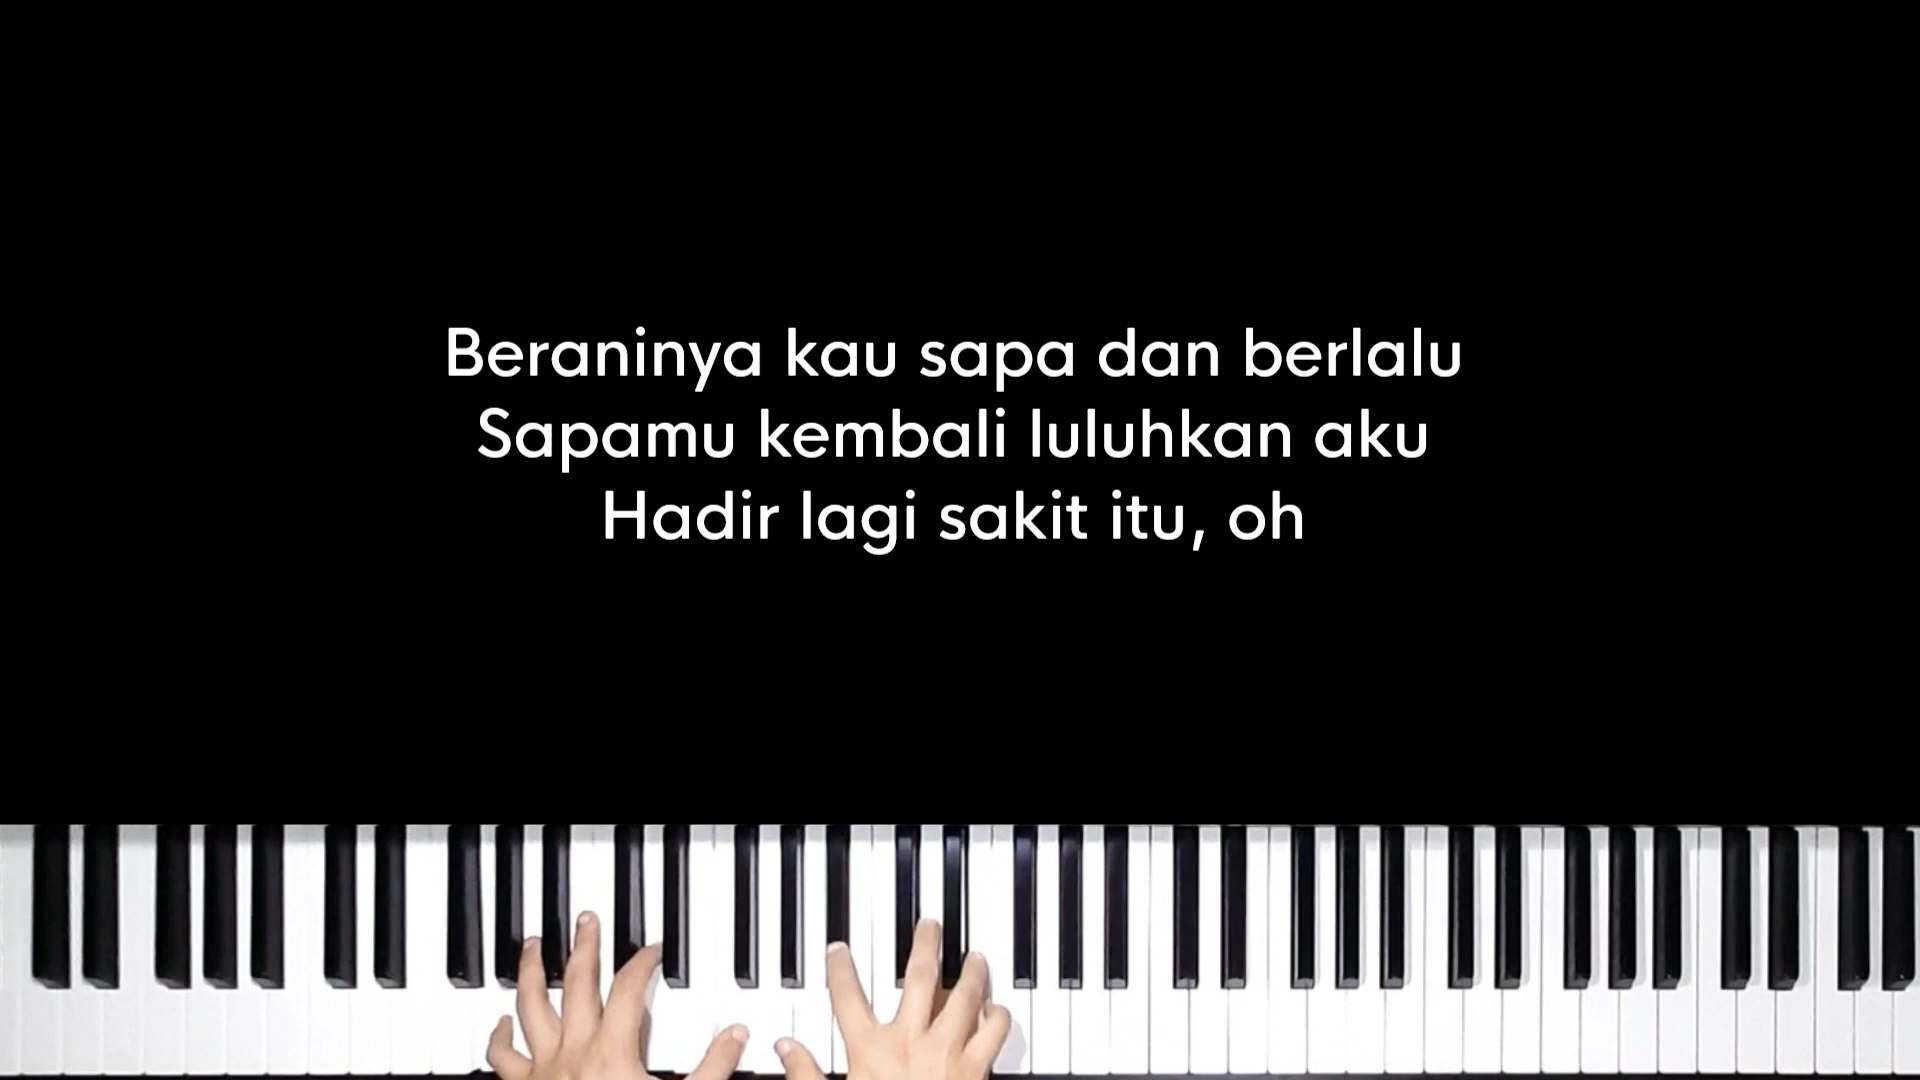 Beraninya kau sapa dan berlalu
Sapamu kembali luluhkan aku
Hadir lagi sakit itu, oh